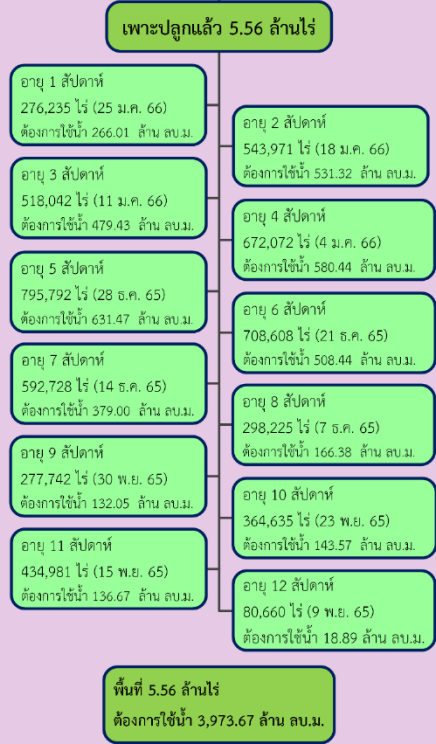 เพาะปลูกแล้ว 5.56 ล้านไร่
อายุ 1 สัปดาห์
276,235 ไร่ (25 ม.ค. 66)
ต้องการใช้น้ำ 266.01 ล้าน ลบ.ม.
อายุ 2 สัปดาห์
543,971 ไร่ (18 ม.ค. 66)
ต้องการใช้น้ำ 531.32 ล้าน ลบ.ม.
อายุ 3 สัปดาห์
518,042 ไร่ (11 ม.ค. 66)
ต้องการใช้น้ำ 479.43 ล้าน ลบ.ม.
อายุ 4 สัปดาห์
672,072 ไร่ (4 ม.ค. 66)
ต้องการใช้น้ำ 580.44 ล้าน ลบ.ม.
อายุ 5 สัปดาห์
795,792 ไร่ (28 ธ.ค. 65)
ต้องการใช้น้ำ 631.47 ล้าน ลบ.ม.
อายุ 6 สัปดาห์
708,608 ไร่ (21 ธ.ค. 65)
ต้องการใช้น้ำ 508.44 ล้าน ลบ.ม.
อายุ 7 สัปดาห์
592,728 ไร่ (14 ธ.ค. 65)
ต้องการใช้น้ำ 379.00 ล้าน ลบ.ม.
อายุ 8 สัปดาห์
298,225 ไร่ (7 ธ.ค. 65)
ต้องการใช้น้ำ 166.38 ล้าน ลบ.ม.
อายุ 9 สัปดาห์
277,742 ไร่ (30 พ.ย. 65)
ต้องการใช้น้ำ 132.05 ล้าน ลบ.ม.
อายุ 10 สัปดาห์
364,635 ไร่ (23 พ.ย. 65)
ต้องการใช้น้ำ 143.57 ล้าน ลบ.ม.
อายุ 11 สัปดาห์
434,981 ไร่ (15 พ.ย. 65)
ต้องการใช้น้ำ 136.67 ล้าน ลบ.ม.
อายุ 12 สัปดาห์
80,660 ไร่ (9 พ.ย. 65)
ต้องการใช้น้ำ 18.89 ล้าน ลบ.ม.
พื้นที่ 5.56 ล้านไร่
ต้องการใช้น้ำ 3,973.67 ล้าน ลบ.ม.